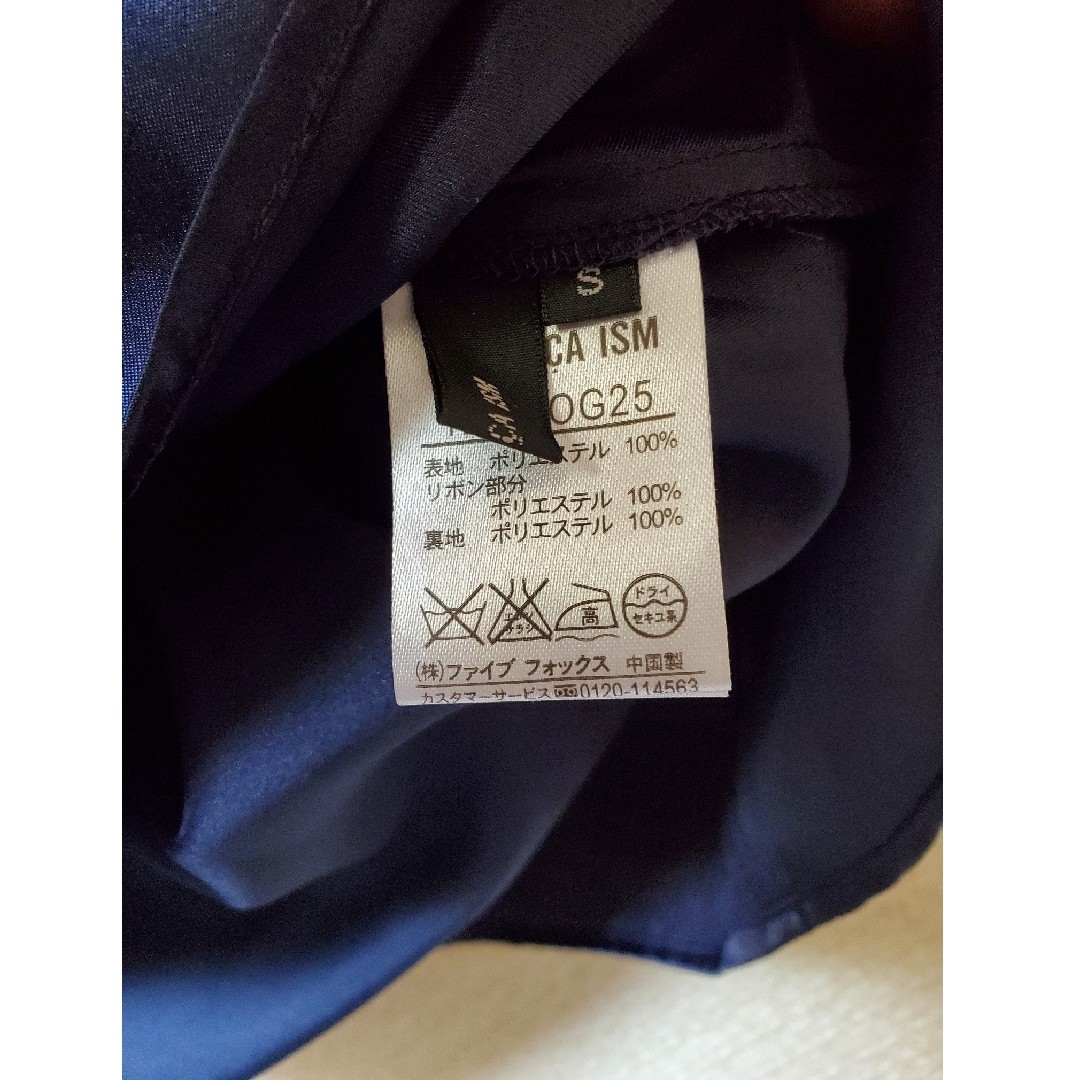 S
ÇA ISM
ÇA ISM
OG25
表地 ポリエステル 100%
リボン部分
ポリエステル 100%
裏地 ポリエステル 100%
高
ドライ
セキユ系
(株)ファイブ フォックス 中国製
カスタマーサービス 0120-114563